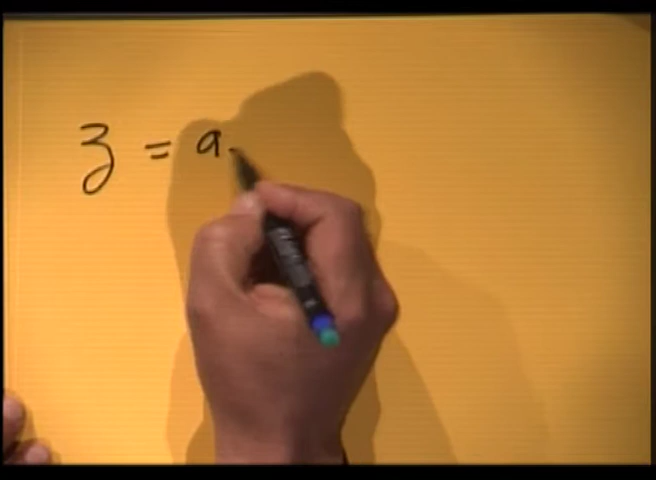 z = a